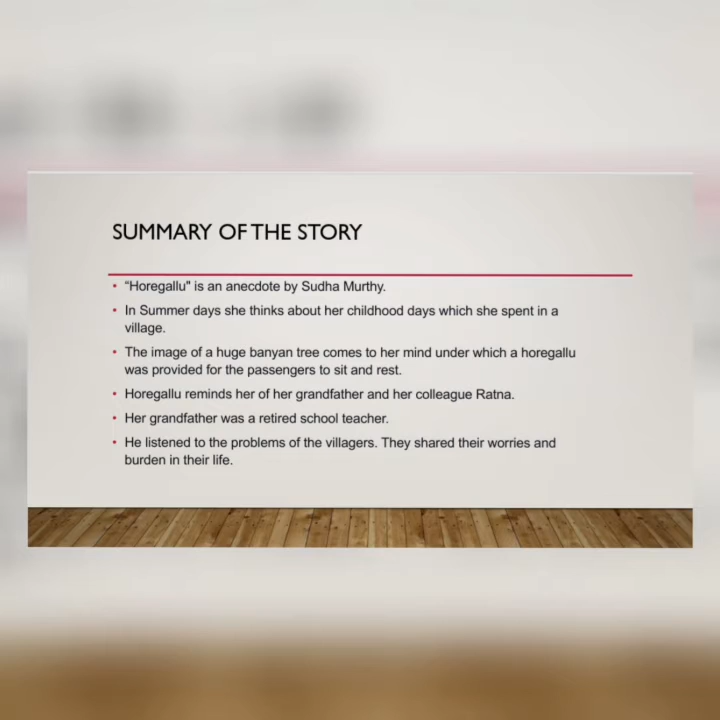 SUMMARY OF THE STORY
• "Horegallu" is an anecdote by Sudha Murthy.
• In Summer days she thinks about her childhood days which she spent in a
village.
• The image of a huge banyan tree comes to her mind under which a horegallu
was provided for the passengers to sit and rest.
• Horegallu reminds her of her grandfather and her colleague Ratna.
• Her grandfather was a retired school teacher.
• He listened to the problems of the villagers. They shared their worries and
burden in their life.